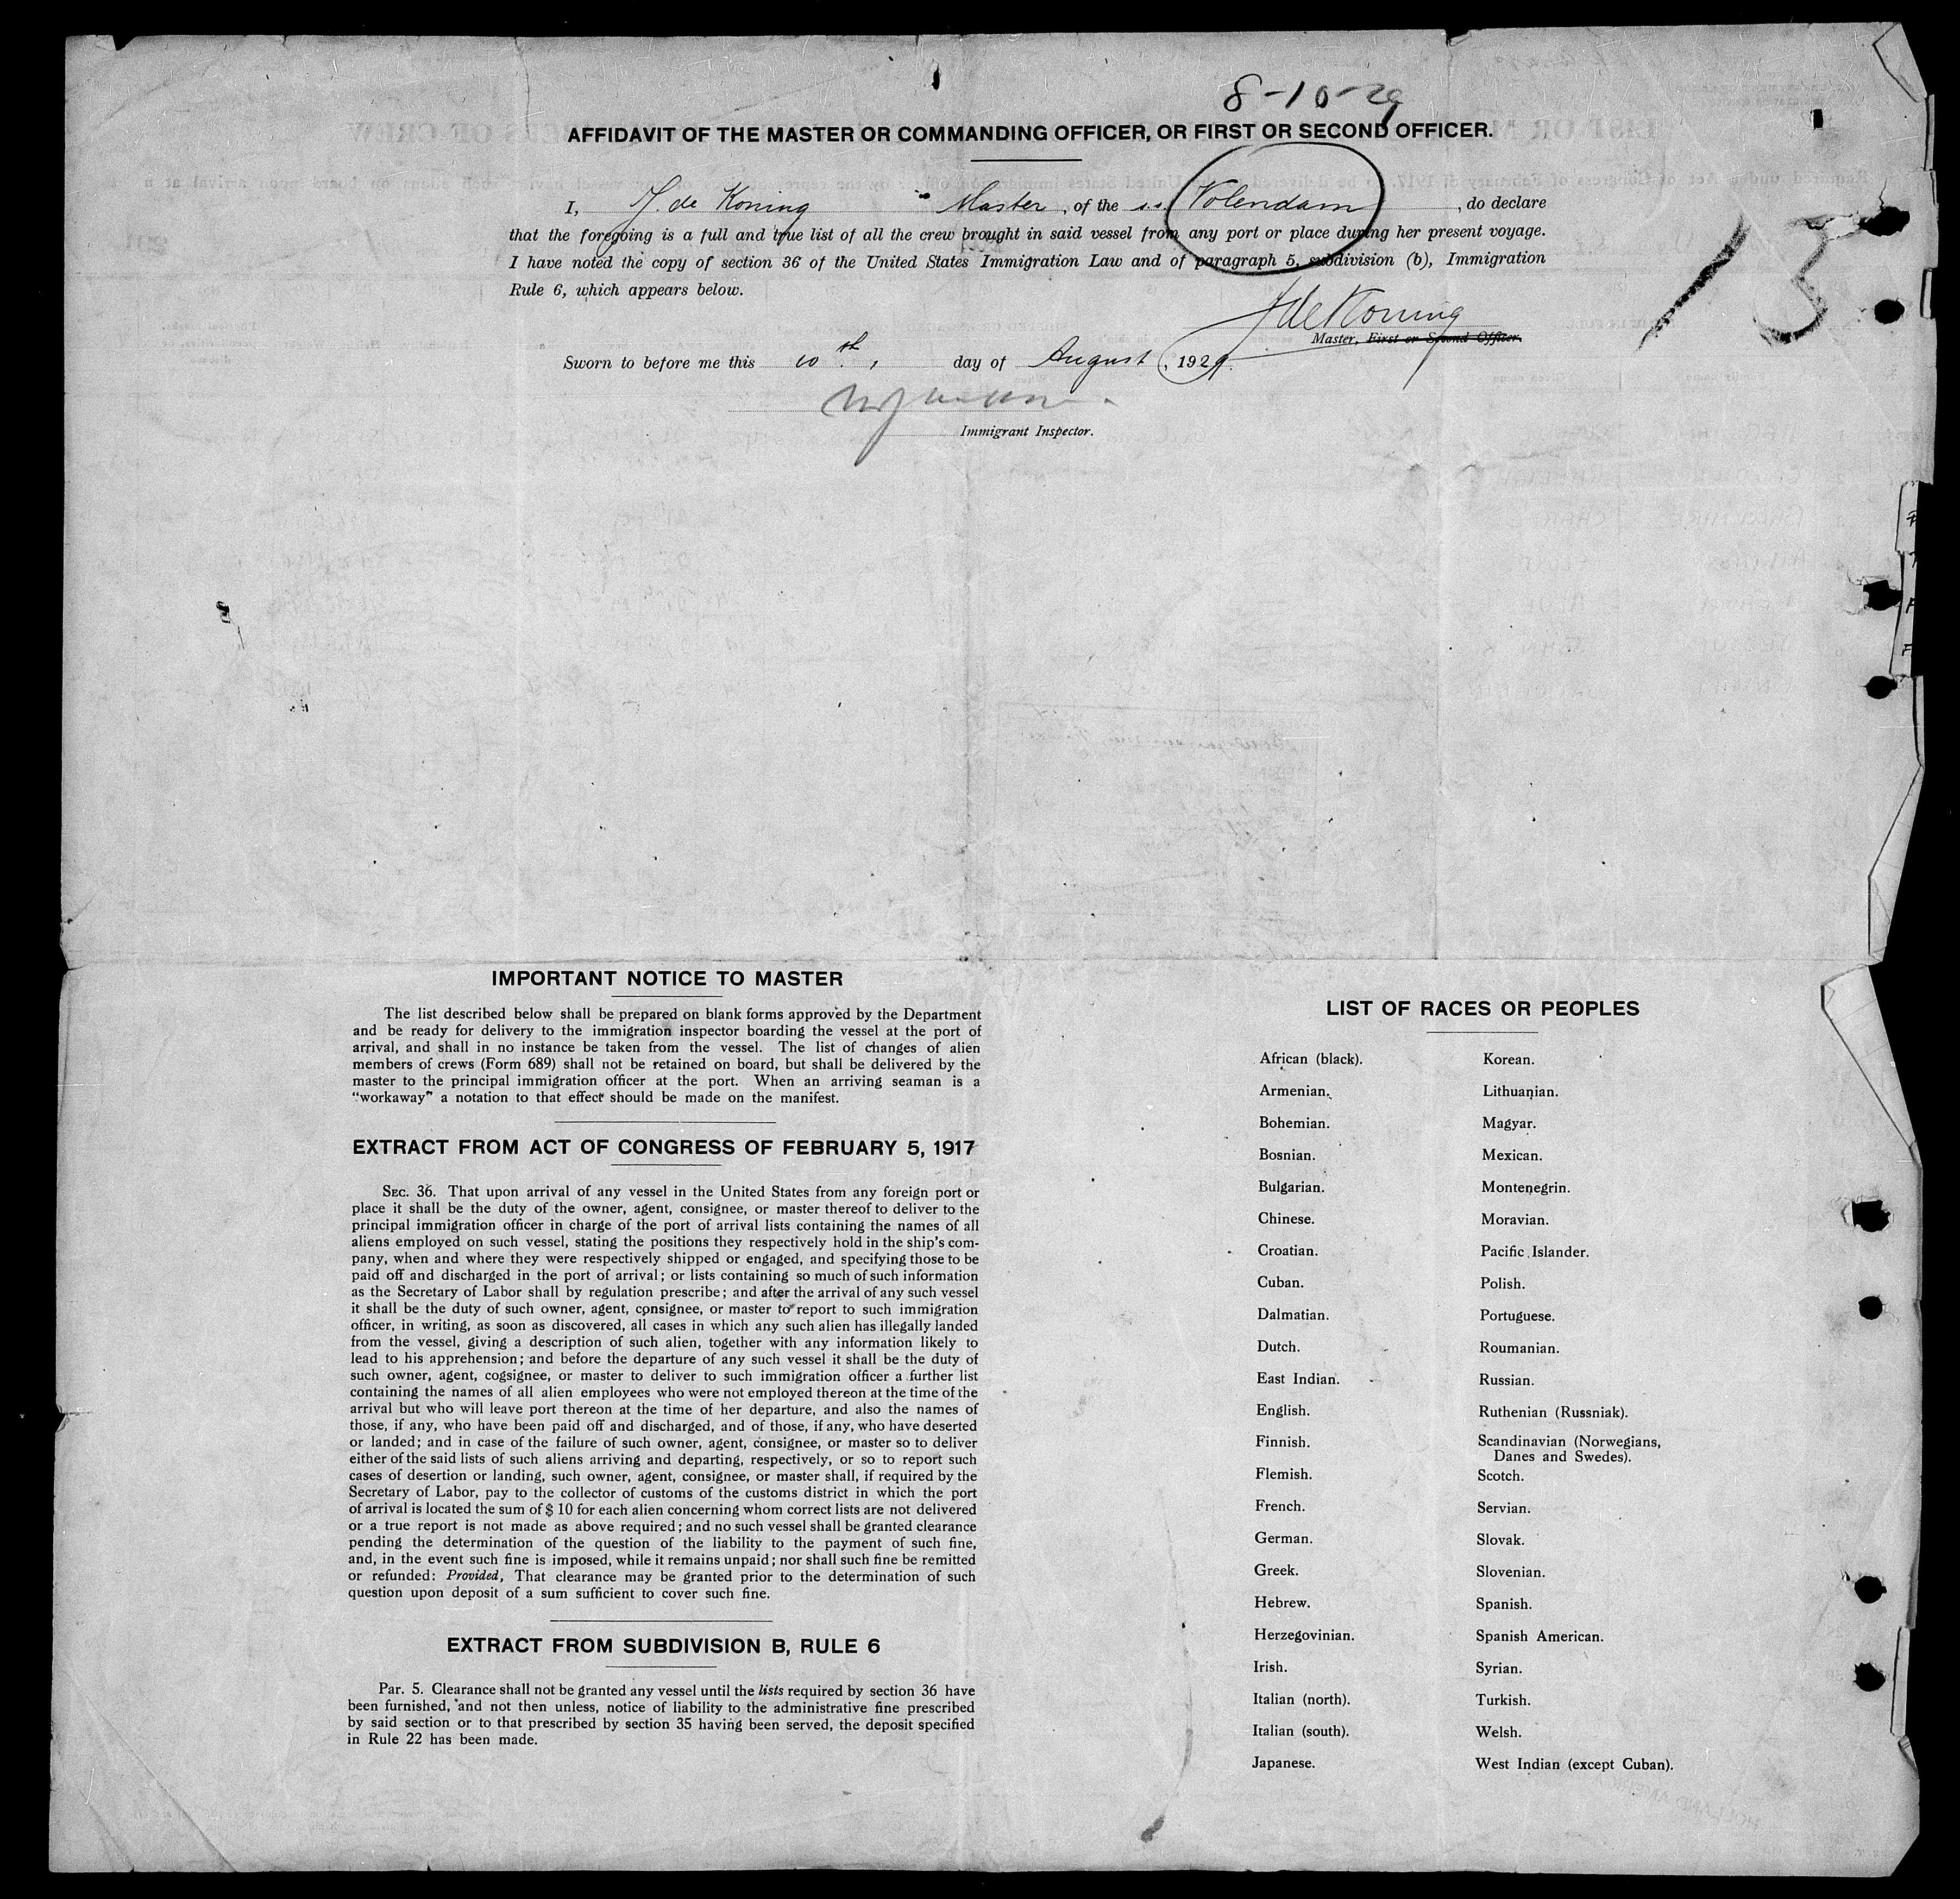 8-10-29
AFFIDAVIT OF THE MASTER OR COMMANDING OFFICER, OR FIRST OR SECOND OFFICER.
I, J. de Koning Master, of the s.s. Volendam, do declare
that the foregoing is a full and true list of all the crew brought in said vessel from any port or place during her present voyage.
I have noted the copy of section 36 of the United States Immigration Law and of paragraph 5, subdivision (b), Immigration
Rule 6, which appears below.
13
J de Koning
Master, First or Second Officer.
Sworn to before me this 10th, day of August, 1929.
Immigrant Inspector.
IMPORTANT NOTICE TO MASTER
The list described below shall be prepared on blank forms approved by the Department
and be ready for delivery to the immigration inspector boarding the vessel at the port of
arrival, and shall in no instance be taken from the vessel. The list of changes of alien
members of crews (Form 689) shall not be retained on board, but shall be delivered by the
master to the principal immigration officer at the port. When an arriving seaman is a
"workaway" a notation to that effect should be made on the manifest.
EXTRACT FROM ACT OF CONGRESS OF FEBRUARY 5, 1917
SEC. 36. That upon arrival of any vessel in the United States from any foreign port or
place it shall be the duty of the owner, agent, consignee, or master thereof to deliver to the
principal immigration officer in charge of the port of arrival lists containing the names of all
aliens employed on such vessel, stating the positions they respectively hold in the ship's com-
pany, when and where they were respectively shipped or engaged, and specifying those to be
paid off and discharged in the port of arrival; or lists containing so much of such information
as the Secretary of Labor shall by regulation prescribe; and after the arrival of any such vessel
it shall be the duty of such owner, agent, consignee, or master to report to such immigration
officer, in writing, as soon as discovered, all cases in which any such alien has illegally landed
from the vessel, giving a description of such alien, together with any information likely to
lead to his apprehension; and before the departure of any such vessel it shall be the duty of
such owner, agent, cogsignee, or master to deliver to such immigration officer a further list
containing the names of all alien employees who were not employed thereon at the time of the
arrival but who will leave port thereon at the time of her departure, and also the names of
those, if any, who have been paid off and discharged, and of those, if any, who have deserted
or landed; and in case of the failure of such owner, agent, consignee, or master so to deliver
either of the said lists of such aliens arriving and departing, respectively, or so to report such
cases of desertion or landing, such owner, agent, consignee, or master shall, if required by the
Secretary of Labor, pay to the collector of customs of the customs district in which the port
of arrival is located the sum of $ 10 for each alien concerning whom correct lists are not delivered
or a true report is not made as above required; and no such vessel shall be granted clearance
pending the determination of the question of the liability to the payment of such fine,
and, in the event such fine is imposed, while it remains unpaid; nor shall such fine be remitted
or refunded: Provided, That clearance may be granted prior to the determination of such
question upon deposit of a sum sufficient to cover such fine.
EXTRACT FROM SUBDIVISION B, RULE 6
Par. 5. Clearance shall not be granted any vessel until the lists required by section 36 have
been furnished, and not then unless, notice of liability to the administrative fine prescribed
by said section or to that prescribed by section 35 having been served, the deposit specified
in Rule 22 has been made.
LIST OF RACES OR PEOPLES
African (black).
Armenian.
Bohemian.
Bosnian.
Bulgarian.
Chinese.
Croatian.
Cuban.
Dalmatian.
Dutch.
East Indian.
English.
Finnish.
Flemish.
French.
German.
Greek.
Hebrew.
Herzegovinian.
Irish.
Italian (north).
Italian (south).
Japanese.
Korean.
Lithuanian.
Magyar.
Mexican.
Montenegrin.
Moravian.
Pacific Islander.
Polish.
Portuguese.
Roumanian.
Russian.
Ruthenian (Russniak).
Scandinavian (Norwegians,
Danes and Swedes).
Scotch.
Servian.
Slovak.
Slovenian.
Spanish.
Spanish American.
Syrian.
Turkish.
Welsh.
West Indian (except Cuban).